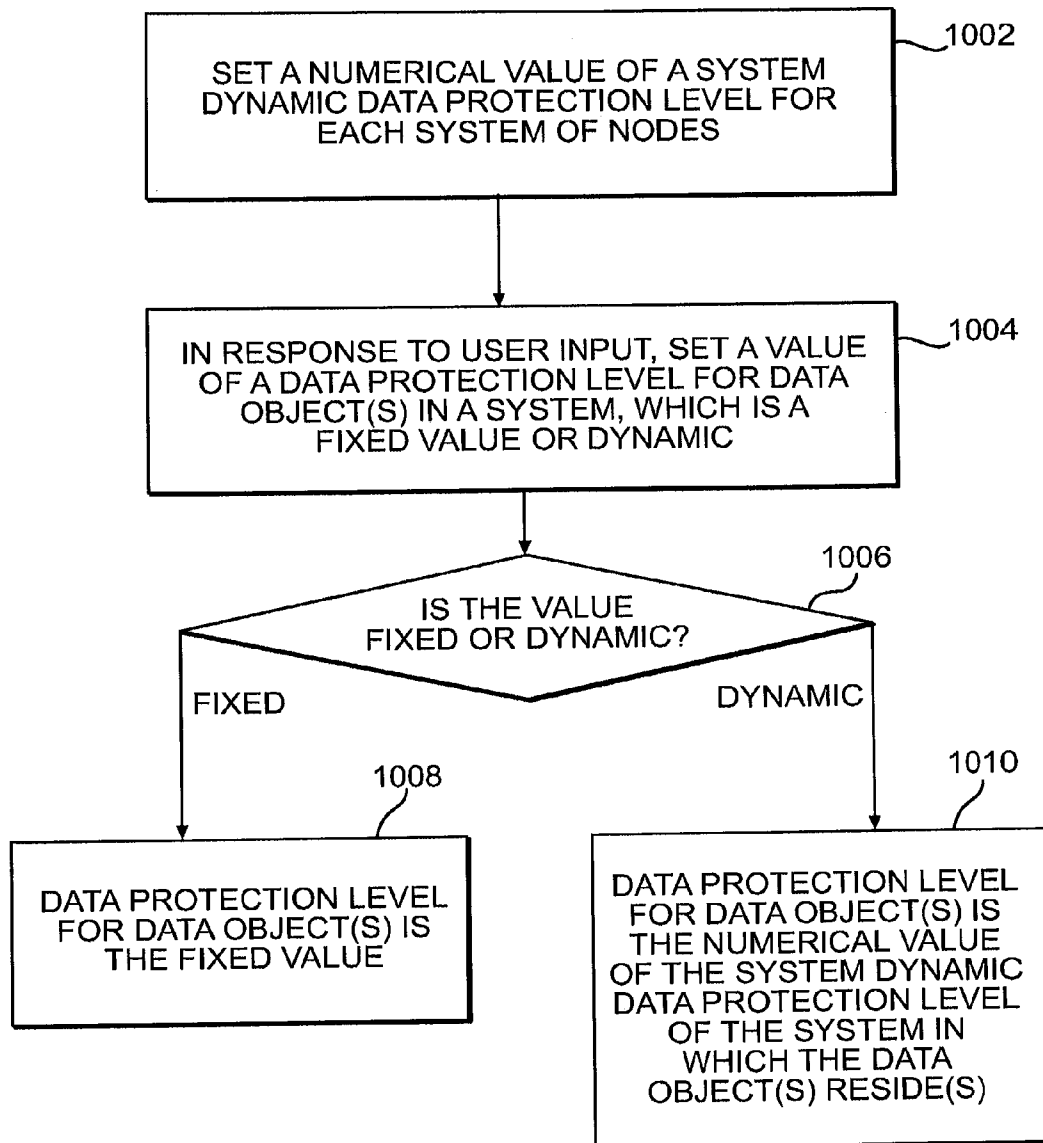 1002
SET A NUMERICAL VALUE OF A SYSTEM
DYNAMIC DATA PROTECTION LEVEL FOR
EACH SYSTEM OF NODES
1004
IN RESPONSE TO USER INPUT, SET A VALUE
OF A DATA PROTECTION LEVEL FOR DATA
OBJECT(S) IN A SYSTEM, WHICH IS A
FIXED VALUE OR DYNAMIC
1006
IS THE VALUE
FIXED OR DYNAMIC?
FIXED
DYNAMIC
1008
DATA PROTECTION LEVEL
FOR DATA OBJECT(S) IS
THE FIXED VALUE
1010
DATA PROTECTION LEVEL
FOR DATA OBJECT(S) IS
THE NUMERICAL VALUE
OF THE SYSTEM DYNAMIC
DATA PROTECTION LEVEL
OF THE SYSTEM IN
WHICH THE DATA
OBJECT(S) RESIDE(S)